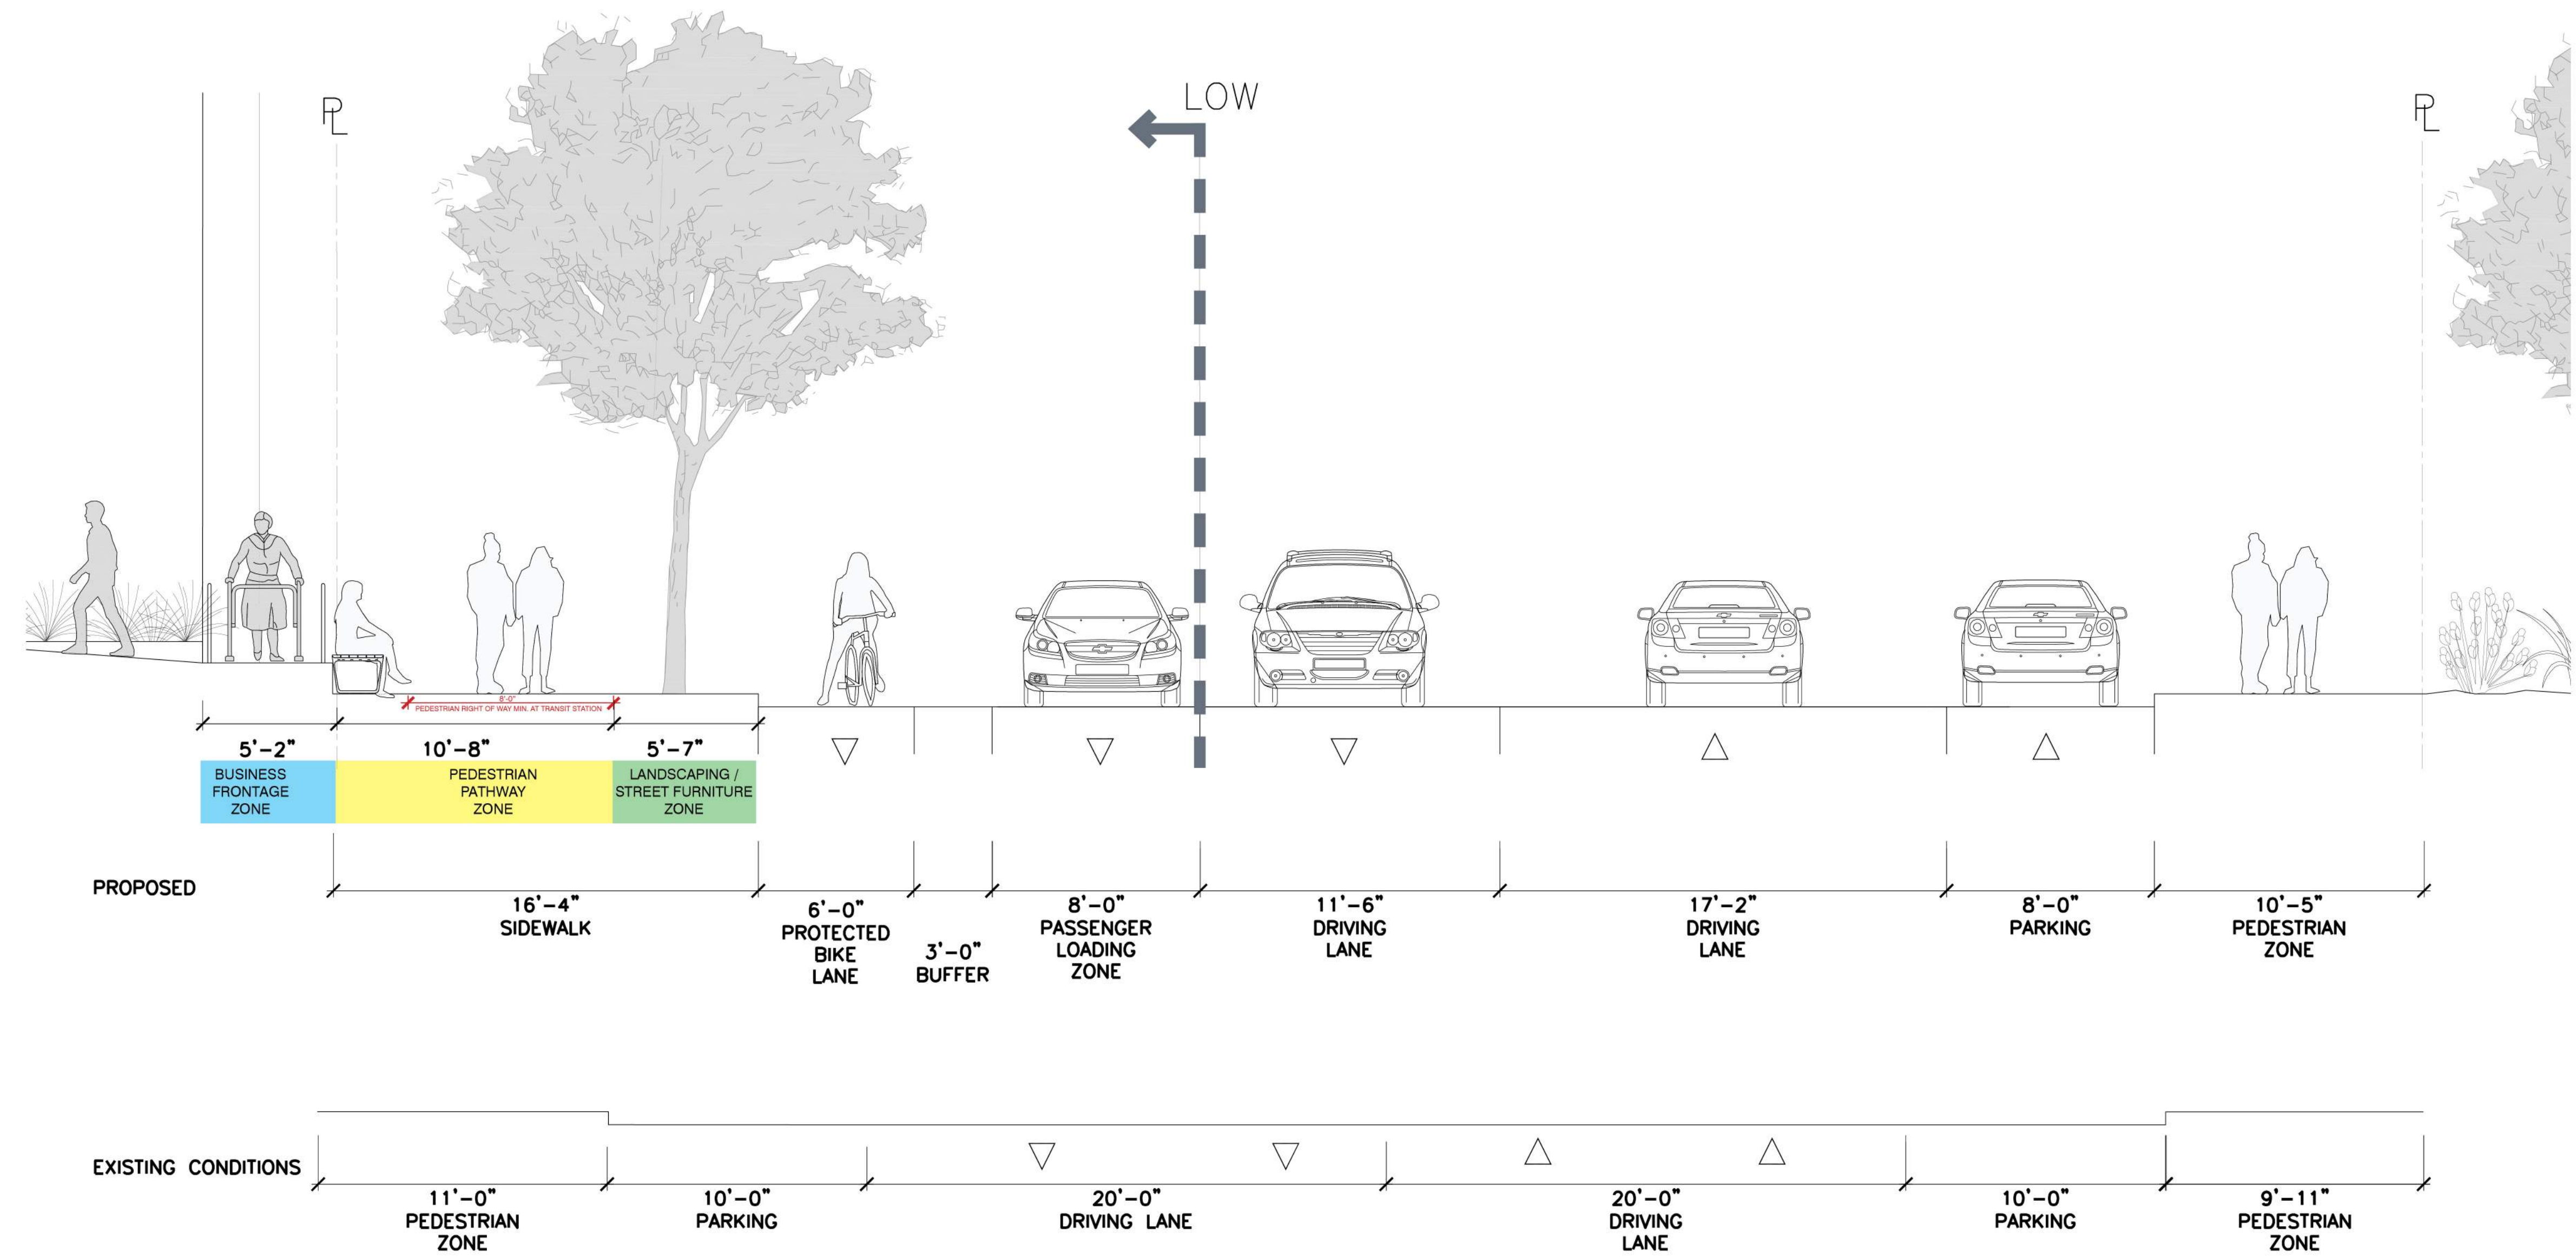 PL
LOW
PL
8'-0"
PEDESTRIAN RIGHT OF WAY MIN. AT TRANSIT STATION
5'-2"
10'-8"
5'-7"
BUSINESS
FRONTAGE
ZONE
PEDESTRIAN
PATHWAY
ZONE
LANDSCAPING /
STREET FURNITURE
ZONE
PROPOSED
16'-4"
SIDEWALK
6'-0"
PROTECTED
BIKE
LANE
3'-0"
BUFFER
8'-0"
PASSENGER
LOADING
ZONE
11'-6"
DRIVING
LANE
17'-2"
DRIVING
LANE
8'-0"
PARKING
10'-5"
PEDESTRIAN
ZONE
EXISTING CONDITIONS
11'-0"
PEDESTRIAN
ZONE
10'-0"
PARKING
20'-0"
DRIVING LANE
20'-0"
DRIVING
LANE
10'-0"
PARKING
9'-11"
PEDESTRIAN
ZONE